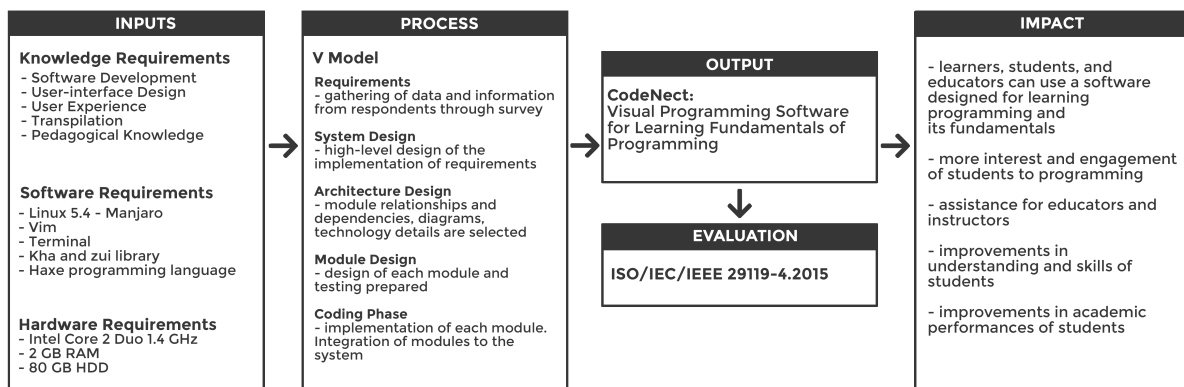 INPUTS
Knowledge Requirements
- Software Development
- User-interface Design
- User Experience
- Transpilation
- Pedagogical Knowledge
Software Requirements
- Linux 5.4 - Manjaro
- Vim
- Terminal
- Kha and zui library
- Haxe programming language
Hardware Requirements
- Intel Core 2 Duo 1.4 GHz
- 2 GB RAM
- 80 GB HDD
PROCESS
V Model
Requirements
- gathering of data and information
from respondents through survey
System Design
- high-level design of the
implementation of requirements
Architecture Design
- module relationships and
dependencies, diagrams,
technology details are selected
Module Design
- design of each module and
testing prepared
Coding Phase
- implementation of each module.
Integration of modules to the
system
OUTPUT
CodeNect:
Visual Programming Software
for Learning Fundamentals of
Programming
EVALUATION
ISO/IEC/IEEE 29119-4.2015
IMPACT
- learners, students, and
educators can use a software
designed for learning
programming and
its fundamentals
- more interest and engagement
of students to programming
- assistance for educators and
instructors
- improvements in
understanding and skills of
students
- improvements in academic
performances of students